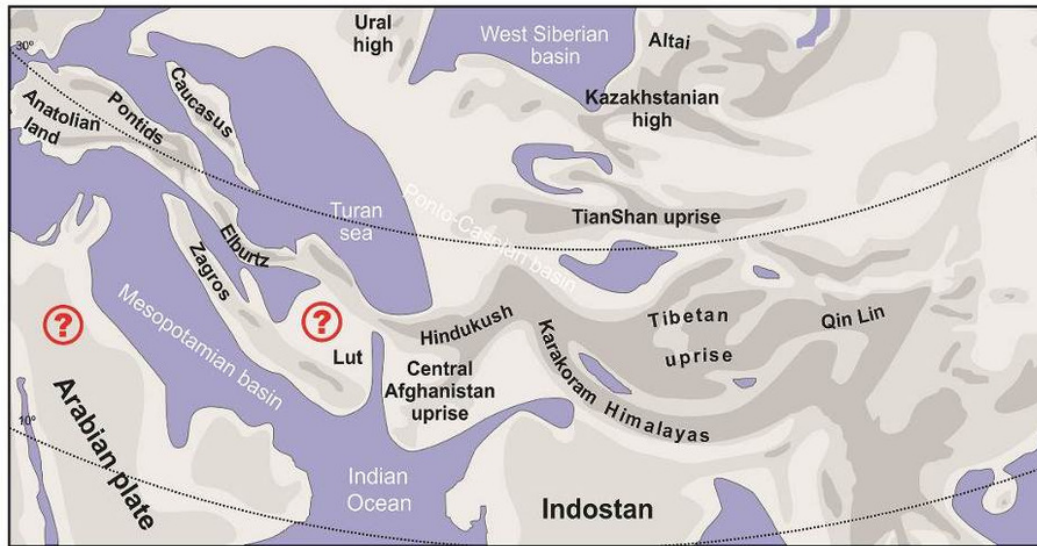 Ural
high
West Siberian
basin
Altai
30º
Caucasus
Pontids
Anatolian
land
Kazakhstanian
high
Turan
sea
Ponto-Caspian basin
TianShan uprise
Elburtz
Zagros
?
?
Mesopotamian basin
Lut
Hindukush
Central
Afghanistan
uprise
Karakoram Himalayas
Tibetan
uprise
Qin Lin
10º
Arabian plate
Indian
Ocean
Indostan